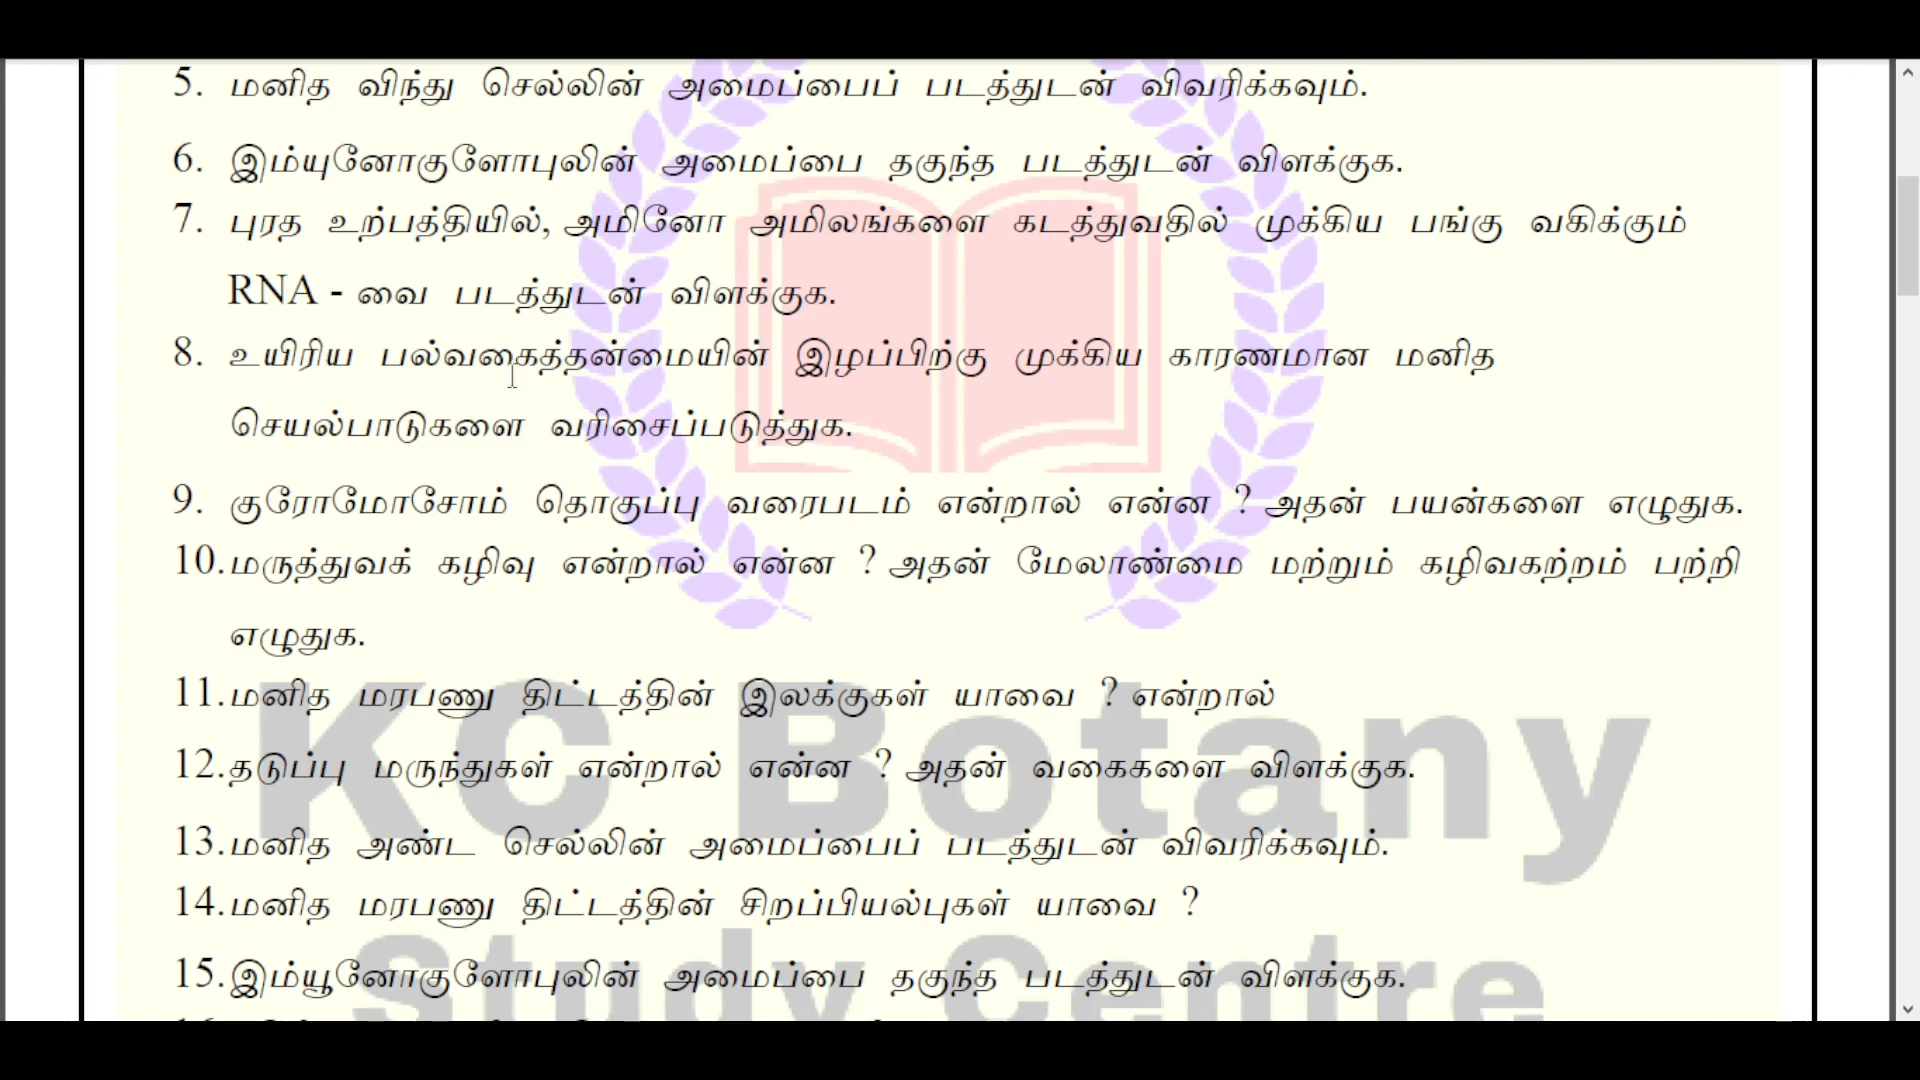 5. மனித விந்து செல்லின் அமைப்பைப் படத்துடன் விவரிக்கவும்.
6. இம்யுனோகுளோபுலின் அமைப்பை தகுந்த படத்துடன் விளக்குக.
7. புரத உற்பத்தியில், அமினோ அமிலங்களை கடத்துவதில் முக்கிய பங்கு வகிக்கும்
RNA - வை படத்துடன் விளக்குக.
8. உயிரிய பல்வகைத்தன்மையின் இழப்பிற்கு முக்கிய காரணமான மனித
செயல்பாடுகளை வரிசைப்படுத்துக.
9. குரோமோசோம் தொகுப்பு வரைபடம் என்றால் என்ன ? அதன் பயன்களை எழுதுக.
10. மருத்துவக் கழிவு என்றால் என்ன ? அதன் மேலாண்மை மற்றும் கழிவகற்றம் பற்றி
எழுதுக.
11. மனித மரபணு திட்டத்தின் இலக்குகள் யாவை ? என்றால்
12. தடுப்பு மருந்துகள் என்றால் என்ன ? அதன் வகைகளை விளக்குக.
13. மனித அண்ட செல்லின் அமைப்பைப் படத்துடன் விவரிக்கவும்.
14. மனித மரபணு திட்டத்தின் சிறப்பியல்புகள் யாவை ?
15. இம்யூனோகுளோபுலின் அமைப்பை தகுந்த படத்துடன் விளக்குக.
KC Botany
Study Centre